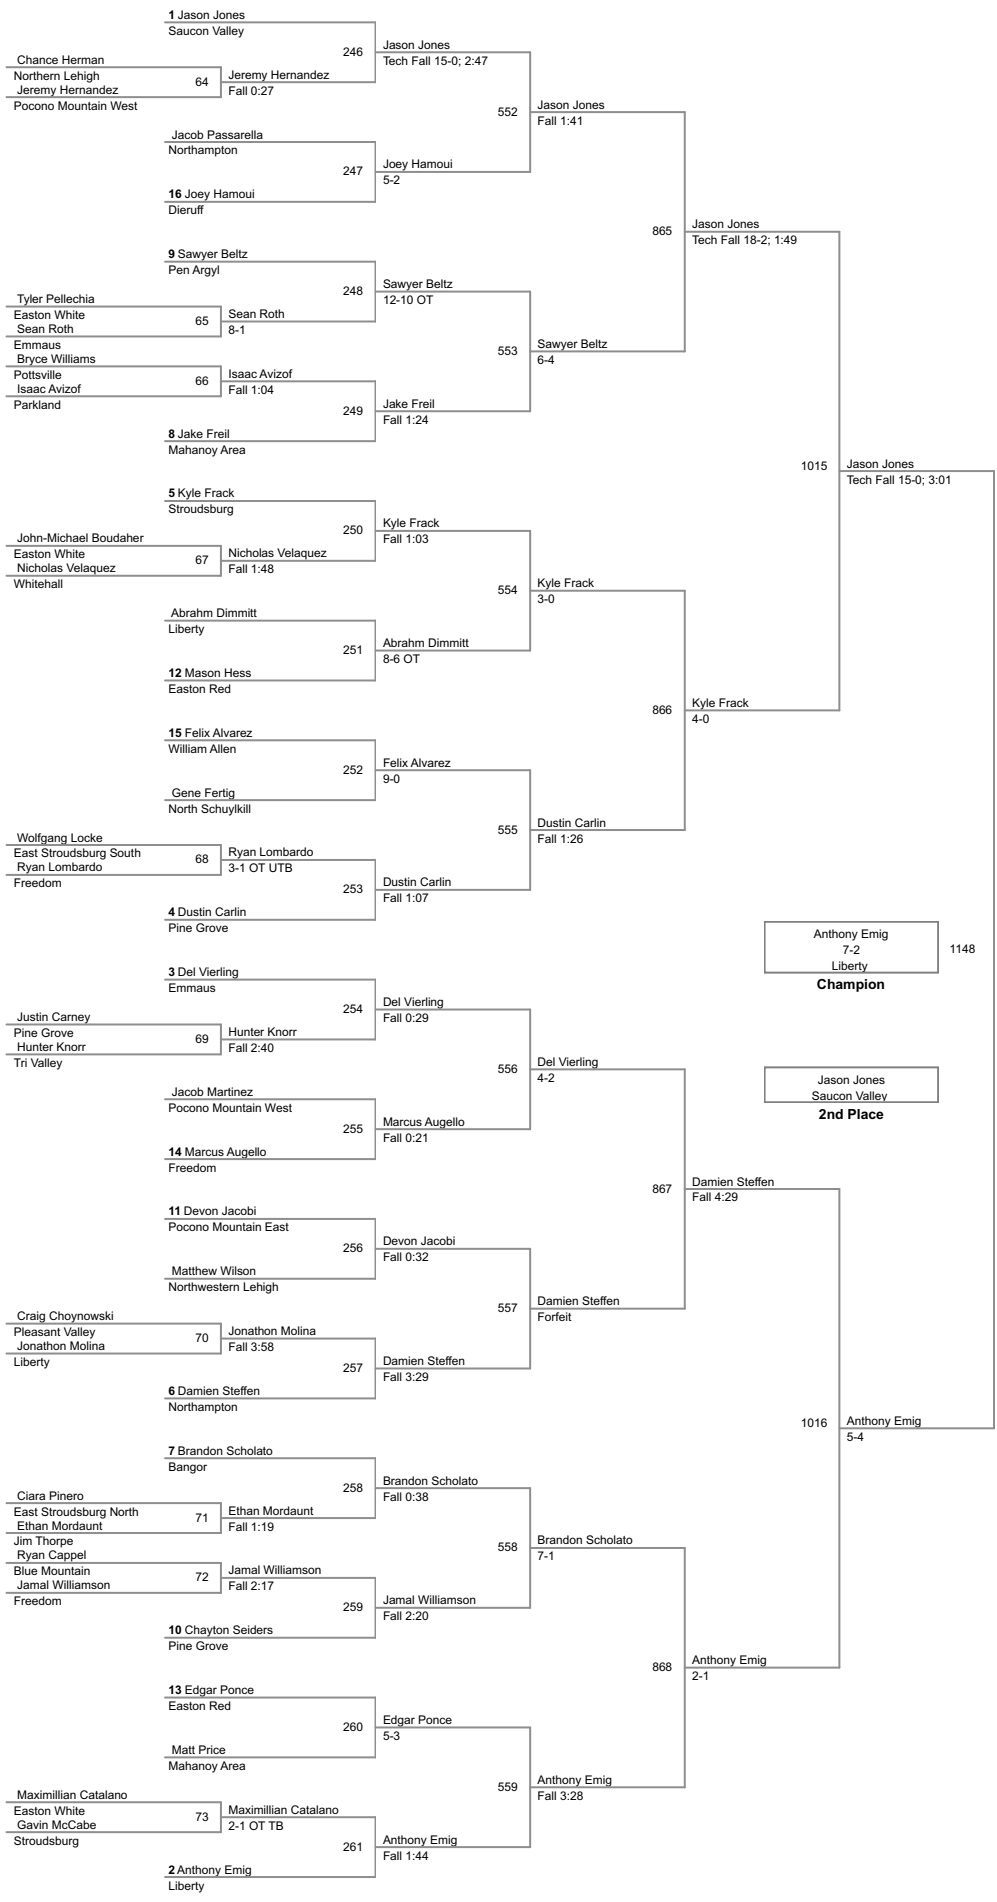 1 Jason Jones
Saucon Valley
246
Jason Jones
Tech Fall 15-0; 2:47
Chance Herman
Northern Lehigh
64
Jeremy Hernandez
Fall 0:27
Jeremy Hernandez
Pocono Mountain West
552
Jason Jones
Fall 1:41
Jacob Passarella
Northampton
247
Joey Hamoui
5-2
16 Joey Hamoui
Dieruff
865
Jason Jones
Tech Fall 18-2; 1:49
9 Sawyer Beltz
Pen Argyl
248
Sawyer Beltz
12-10 OT
Tyler Pellechia
Easton White
65
Sean Roth
8-1
Sean Roth
Emmaus
553
Sawyer Beltz
6-4
Bryce Williams
Pottsville
66
Isaac Avizof
Fall 1:04
Isaac Avizof
Parkland
249
Jake Freil
Fall 1:24
8 Jake Freil
Mahanoy Area
1015
Jason Jones
Tech Fall 15-0; 3:01
5 Kyle Frack
Stroudsburg
250
Kyle Frack
Fall 1:03
John-Michael Boudaher
Easton White
67
Nicholas Velaquez
Fall 1:48
Nicholas Velaquez
Whitehall
554
Kyle Frack
3-0
Abrahm Dimmitt
Liberty
251
Abrahm Dimmitt
8-6 OT
12 Mason Hess
Easton Red
866
Kyle Frack
4-0
15 Felix Alvarez
William Allen
252
Felix Alvarez
9-0
Gene Fertig
North Schuylkill
555
Dustin Carlin
Fall 1:26
Wolfgang Locke
East Stroudsburg South
68
Ryan Lombardo
3-1 OT UTB
Ryan Lombardo
Freedom
253
Dustin Carlin
Fall 1:07
4 Dustin Carlin
Pine Grove
Anthony Emig
7-2
Liberty
1148
Champion
3 Del Vierling
Emmaus
254
Del Vierling
Fall 0:29
Justin Carney
Pine Grove
69
Hunter Knorr
Fall 2:40
Hunter Knorr
Tri Valley
556
Del Vierling
4-2
Jason Jones
Saucon Valley
2nd Place
Jacob Martinez
Pocono Mountain West
255
Marcus Augello
Fall 0:21
14 Marcus Augello
Freedom
867
Damien Steffen
Fall 4:29
11 Devon Jacobi
Pocono Mountain East
256
Devon Jacobi
Fall 0:32
Matthew Wilson
Northwestern Lehigh
557
Damien Steffen
Forfeit
Craig Choynowski
Pleasant Valley
70
Jonathon Molina
Fall 3:58
Jonathon Molina
Liberty
257
Damien Steffen
Fall 3:29
6 Damien Steffen
Northampton
1016
Anthony Emig
5-4
7 Brandon Scholato
Bangor
258
Brandon Scholato
Fall 0:38
Ciara Pinero
East Stroudsburg North
71
Ethan Mordaunt
Fall 1:19
Ethan Mordaunt
Jim Thorpe
558
Brandon Scholato
7-1
Ryan Cappel
Blue Mountain
72
Jamal Williamson
Fall 2:17
Jamal Williamson
Freedom
259
Jamal Williamson
Fall 2:20
10 Chayton Seiders
Pine Grove
868
Anthony Emig
2-1
13 Edgar Ponce
Easton Red
260
Edgar Ponce
5-3
Matt Price
Mahanoy Area
559
Anthony Emig
Fall 3:28
Maximillian Catalano
Easton White
73
Maximillian Catalano
2-1 OT TB
Gavin McCabe
Stroudsburg
261
Anthony Emig
Fall 1:44
2 Anthony Emig
Liberty